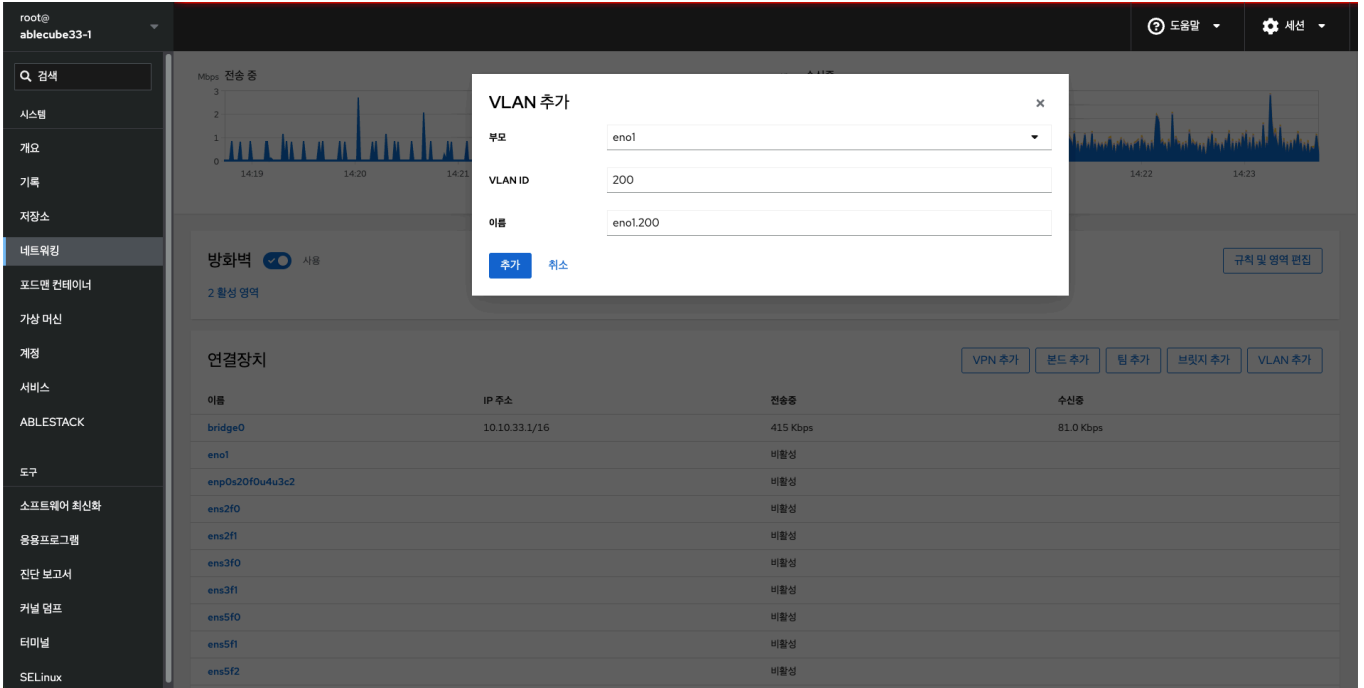 root@
ablecube33-1
도움말
세션
검색
시스템
개요
기록
저장소
네트워킹
포드맨 컨테이너
가상 머신
계정
서비스
ABLESTACK
도구
소프트웨어 최신화
응용프로그램
진단 보고서
커널 덤프
터미널
SELinux
Mbps 전송 중
3
2
1
0
14:19 14:20 14:21
수신중
14:22 14:23
VLAN 추가
부모 eno1
VLAN ID 200
이름 eno1.200
추가 취소
방화벽 사용
규칙 및 영역 편집
2 활성 영역
연결장치
VPN 추가 본드 추가 팀 추가 브릿지 추가 VLAN 추가
이름 IP 주소 전송중 수신중
bridge0 10.10.33.1/16 415 Kbps 81.0 Kbps
eno1 비활성
enp0s20f0u4u3c2 비활성
ens2f0 비활성
ens2f1 비활성
ens3f0 비활성
ens3f1 비활성
ens5f0 비활성
ens5f1 비활성
ens5f2 비활성